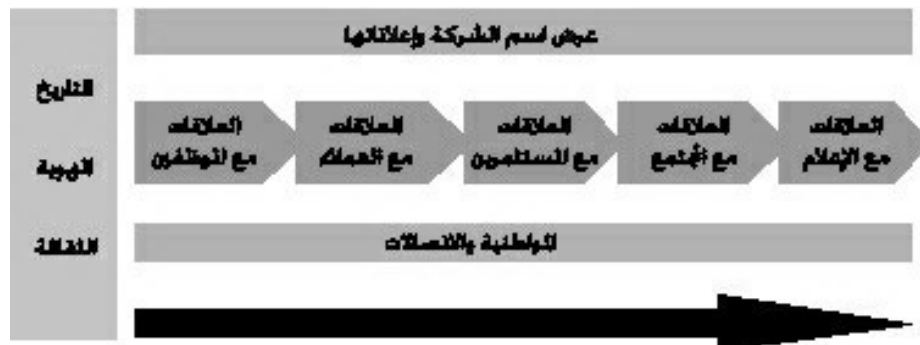 عرض اسم الشركة وإعلاناتها
التاريخ
الهوية
الثقافة
العلاقات
مع الموظفين
العلاقات
مع العملاء
العلاقات
مع المستثمرين
العلاقات
مع المجتمع
العلاقات
مع الإعلام
المواطنية والاتصالات